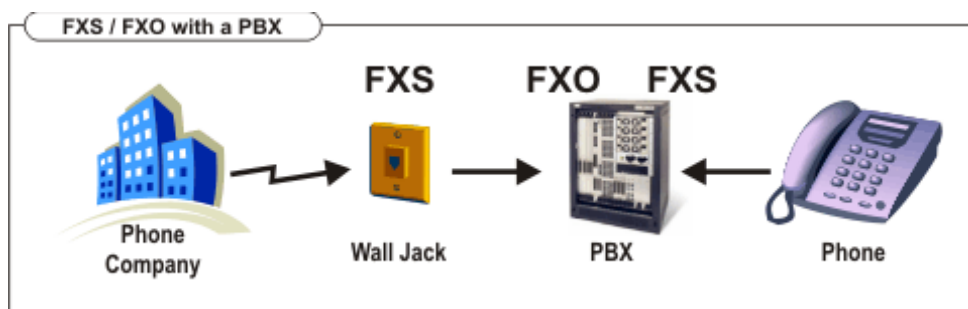 FXS / FXO with a PBX
FXS FXO FXS
Phone
Company
Wall Jack
PBX
Phone